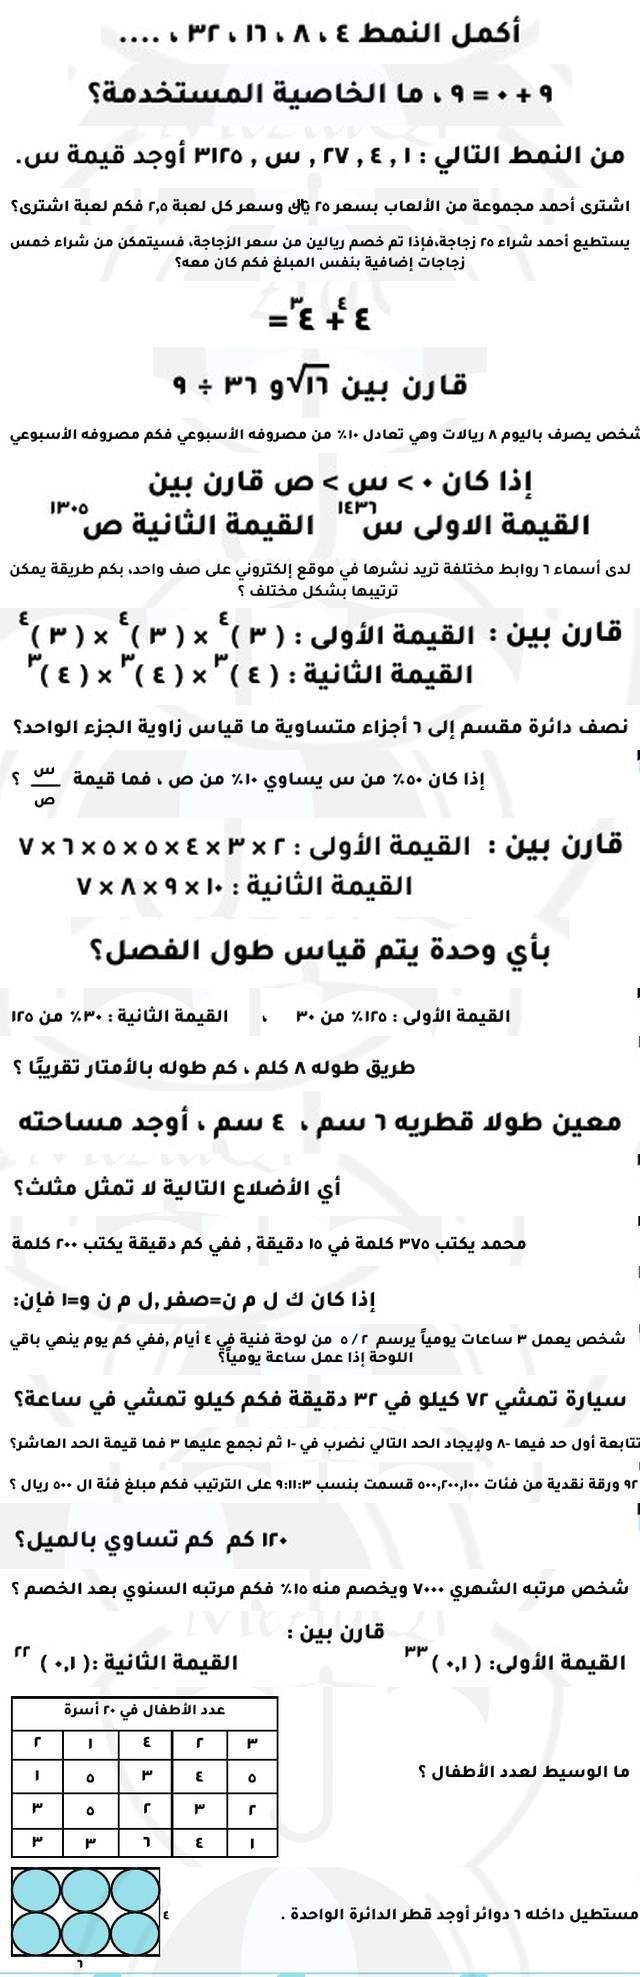 أكمل النمط ٤ ، ٨ ، ١٦ ، ٣٢ ، ....
٩ + ٠ = ٩ ، ما الخاصية المستخدمة؟
من النمط التالي : ١ , ٤ , ٢٧ , س , ٣١٢٥ أوجد قيمة س.
اشترى أحمد مجموعة من الألعاب بسعر ٢٥ وسعر كل لعبة ٢,٥ فكم لعبة اشترى؟
يستطيع أحمد شراء ٢٥ زجاج،فإذا تم خصم ريالين من سعر الزجاجة، فسيتمكن من شراء خمس
زجاجات إضافية بنفس المبلغ فكم كان معه؟
٤^٤ + ٤^٣ =
قارن بين √١٦ و ٣٦ ÷ ٩
شخص يصرف باليوم ٨ ريالات وهي تعادل ١٠٪ من مصروفه الأسبوعي فكم مصروفه الأسبوعي
إذا كان ٠ > س > ص قارن بين
القيمة الاولى س^١٤٣٦ القيمة الثانية ص^١٣٠٥
لدى أسماء ٦ روابط مختلفة تريد نشرها في موقع إلكتروني على صف واحد، بكم طريقة يمكن
ترتيبها بشكل مختلف ؟
قارن بين : القيمة الأولى : ( ٣ )^٤ × ( ٣ )^٤ × ( ٣ )^٤
القيمة الثانية : ( ٤ )^٣ × ( ٤ )^٣ × ( ٤ )^٣
نصف دائرة مقسم إلى ٦ أجزاء متساوية ما قياس زاوية الجزء الواحد؟
إذا كان ٥٠٪ من س يساوي ١٠٪ من ص ، فما قيمة س/ص ؟
قارن بين : القيمة الأولى : ٢ × ٣ × ٤ × ٥ × ٥ × ٦ × ٧
القيمة الثانية : ١٠ × ٩ × ٨ × ٧
بأي وحدة يتم قياس طول الفصل؟
القيمة الأولى : ١٢٥٪ من ٣٠ ، القيمة الثانية : ٣٠٪ من ١٢٥
طريق طوله ٨ كلم ، كم طوله بالأمتار تقريبًا ؟
معين طولا قطريه ٦ سم ، ٤ سم ، أوجد مساحته
أي الأضلاع التالية لا تمثل مثلث؟
محمد يكتب ٣٧٥ كلمة في ١٥ دقيقة , ففي كم دقيقة يكتب ٢٠٠ كلمة
إذا كان ك ل م ن=صفر, ل م ن و=١ فإن:
شخص يعمل ٣ ساعات يومياً يرسم ٢ / ٥ من لوحة فنية في ٤ أيام, ففي كم يوم ينهي باقي
اللوحة إذا عمل ساعة يومياً؟
سيارة تمشي ٧٢ كيلو في ٣٢ دقيقة فكم كيلو تمشي في ساعة؟
تتابعة أول حد فيها -٨ ولإيجاد الحد التالي نضرب في -١ ثم نجمع عليها ٣ فما قيمة الحد العاشر؟
٩٢ ورقة نقدية من فئات ٥٠٠,٢٠٠,١٠٠ قسمت بنسب ٩:١١:٣ على الترتيب فكم مبلغ فئة ال ٥٠٠ ريال ؟
١٢٠ كم كم تساوي بالميل؟
شخص مرتبه الشهري ٧٠٠٠ ويخصم منه ١٥٪ فكم مرتبه السنوي بعد الخصم ؟
قارن بين :
القيمة الأولى: ( ٠,١ )^٣٣ القيمة الثانية :( ٠,١ )^٢٢
عدد الأطفال في ٢٠ أسرة
٣ ٢ ٤ ١ ٢
٥ ٤ ٣ ٥ ١
٢ ٣ ٢ ٥ ٣
١ ٤ ٦ ٣ ٣
ما الوسيط لعدد الأطفال ؟
مستطيل داخله ٦ دوائر أوجد قطر الدائرة الواحدة .
٤
٦